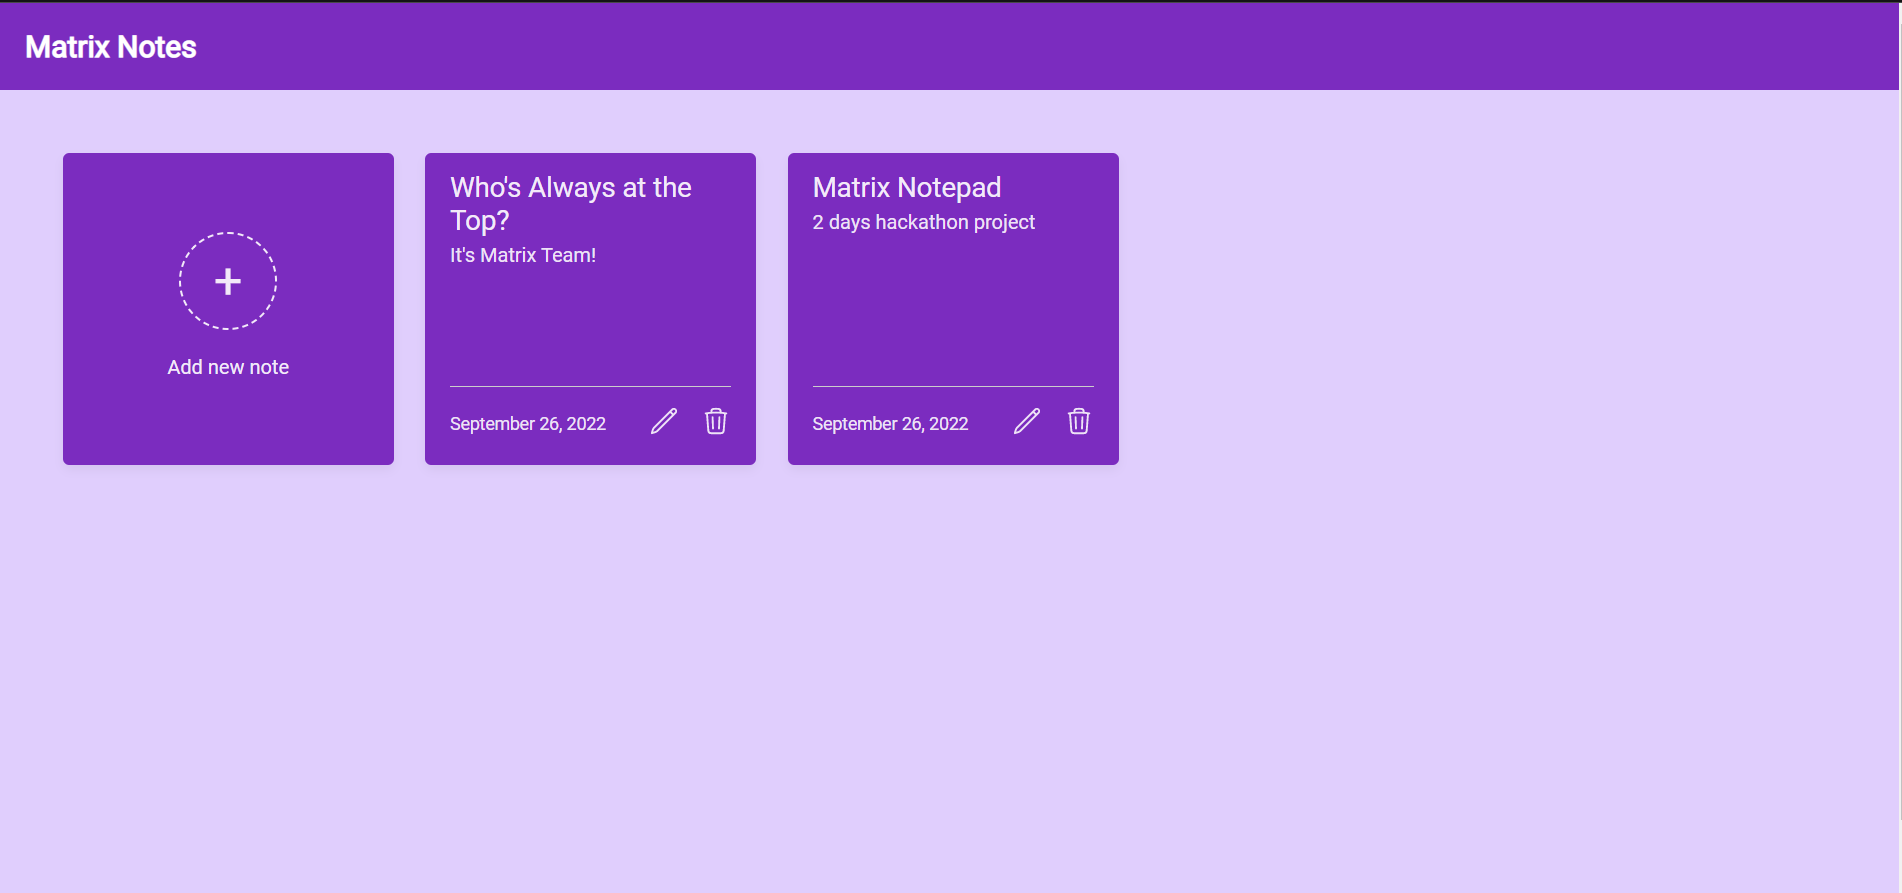 Matrix Notes
Add new note
Who's Always at the
Top?
It's Matrix Team!
September 26, 2022
Matrix Notepad
2 days hackathon project
September 26, 2022